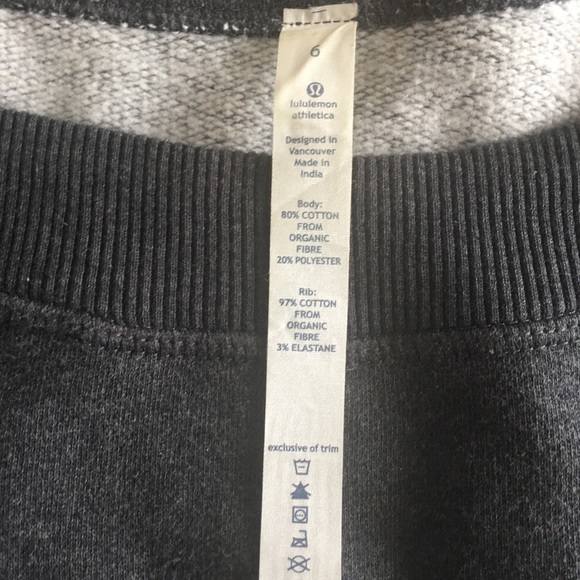 6
lululemon
athletica
Designed in
Vancouver
Made in
India
Body:
80% COTTON
FROM
ORGANIC
FIBRE
20% POLYESTER
Rib:
97% COTTON
FROM
ORGANIC
FIBRE
3% ELASTANE
exclusive of trim